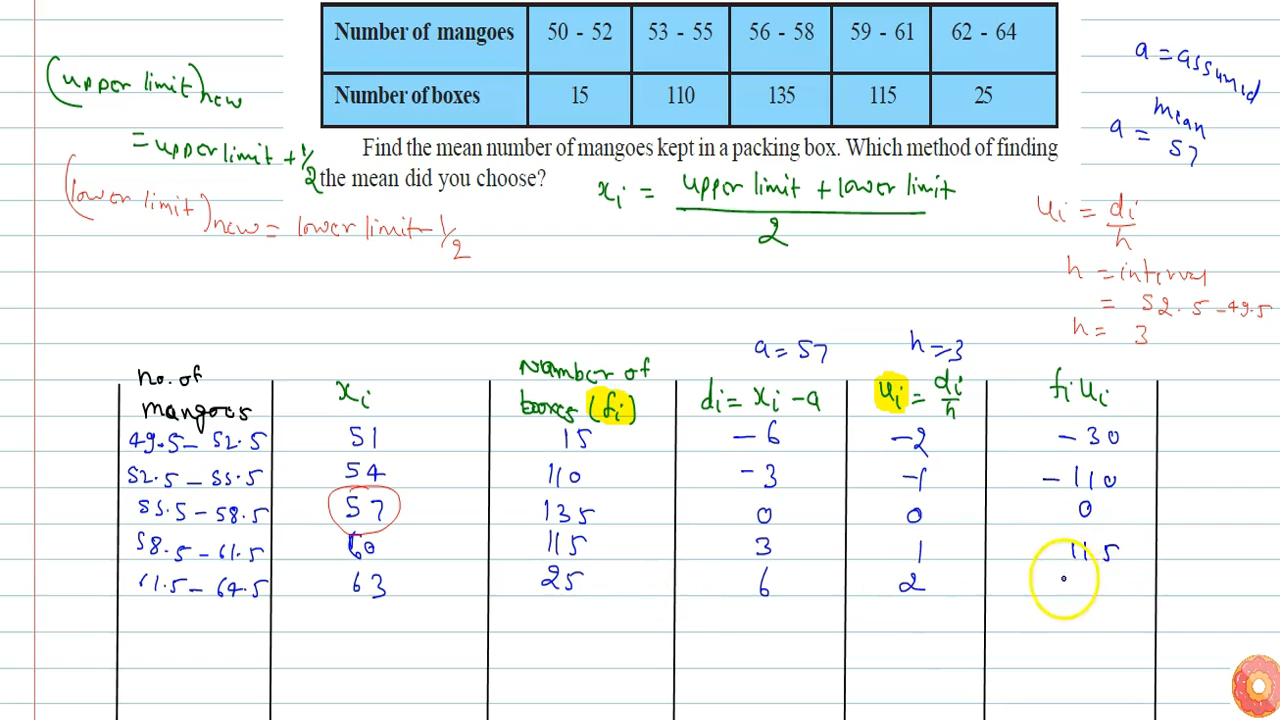 Number of mangoes 50 - 52 53 - 55 56 - 58 59 - 61 62 - 64
Number of boxes 15 110 135 115 25
Find the mean number of mangoes kept in a packing box. Which method of finding
the mean did you choose?
(upper limit)new
= upper limit + 1/2
(lower limit)new = lower limit - 1/2
xi = upper limit + lower limit
2
a = assumed
mean
a = 57
ui = di/h
h = interval
= 52.5 - 49.5
h = 3
a = 57 h = 3
no. of mangoes xi Number of boxes (fi) di = xi - a ui = di/h fi ui
49.5 - 52.5 51 15 -6 -2 -30
52.5 - 55.5 54 110 -3 -1 -110
55.5 - 58.5 57 135 0 0 0
58.5 - 61.5 60 115 3 1 115
61.5 - 64.5 63 25 6 2